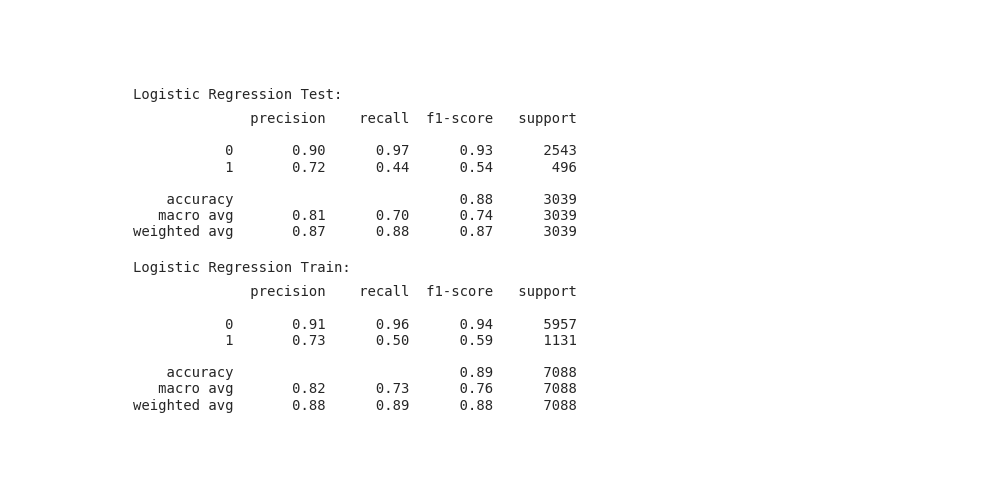 Logistic Regression Test:
              precision    recall  f1-score   support

           0       0.90      0.97      0.93      2543
           1       0.72      0.44      0.54       496

    accuracy                           0.88      3039
   macro avg       0.81      0.70      0.74      3039
weighted avg       0.87      0.88      0.87      3039

Logistic Regression Train:
              precision    recall  f1-score   support

           0       0.91      0.96      0.94      5957
           1       0.73      0.50      0.59      1131

    accuracy                           0.89      7088
   macro avg       0.82      0.73      0.76      7088
weighted avg       0.88      0.89      0.88      7088